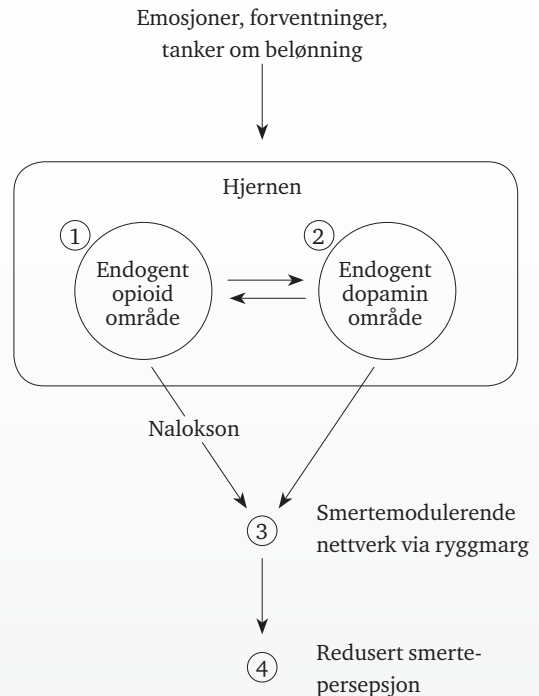 Emosjoner, forventninger,
tanker om belønning
Hjernen
1
Endogent
opioid
område
2
Endogent
dopamin
område
Nalokson
3
Smertemodulerende
nettverk via ryggmarg
4
Redusert smerte-
persepsjon